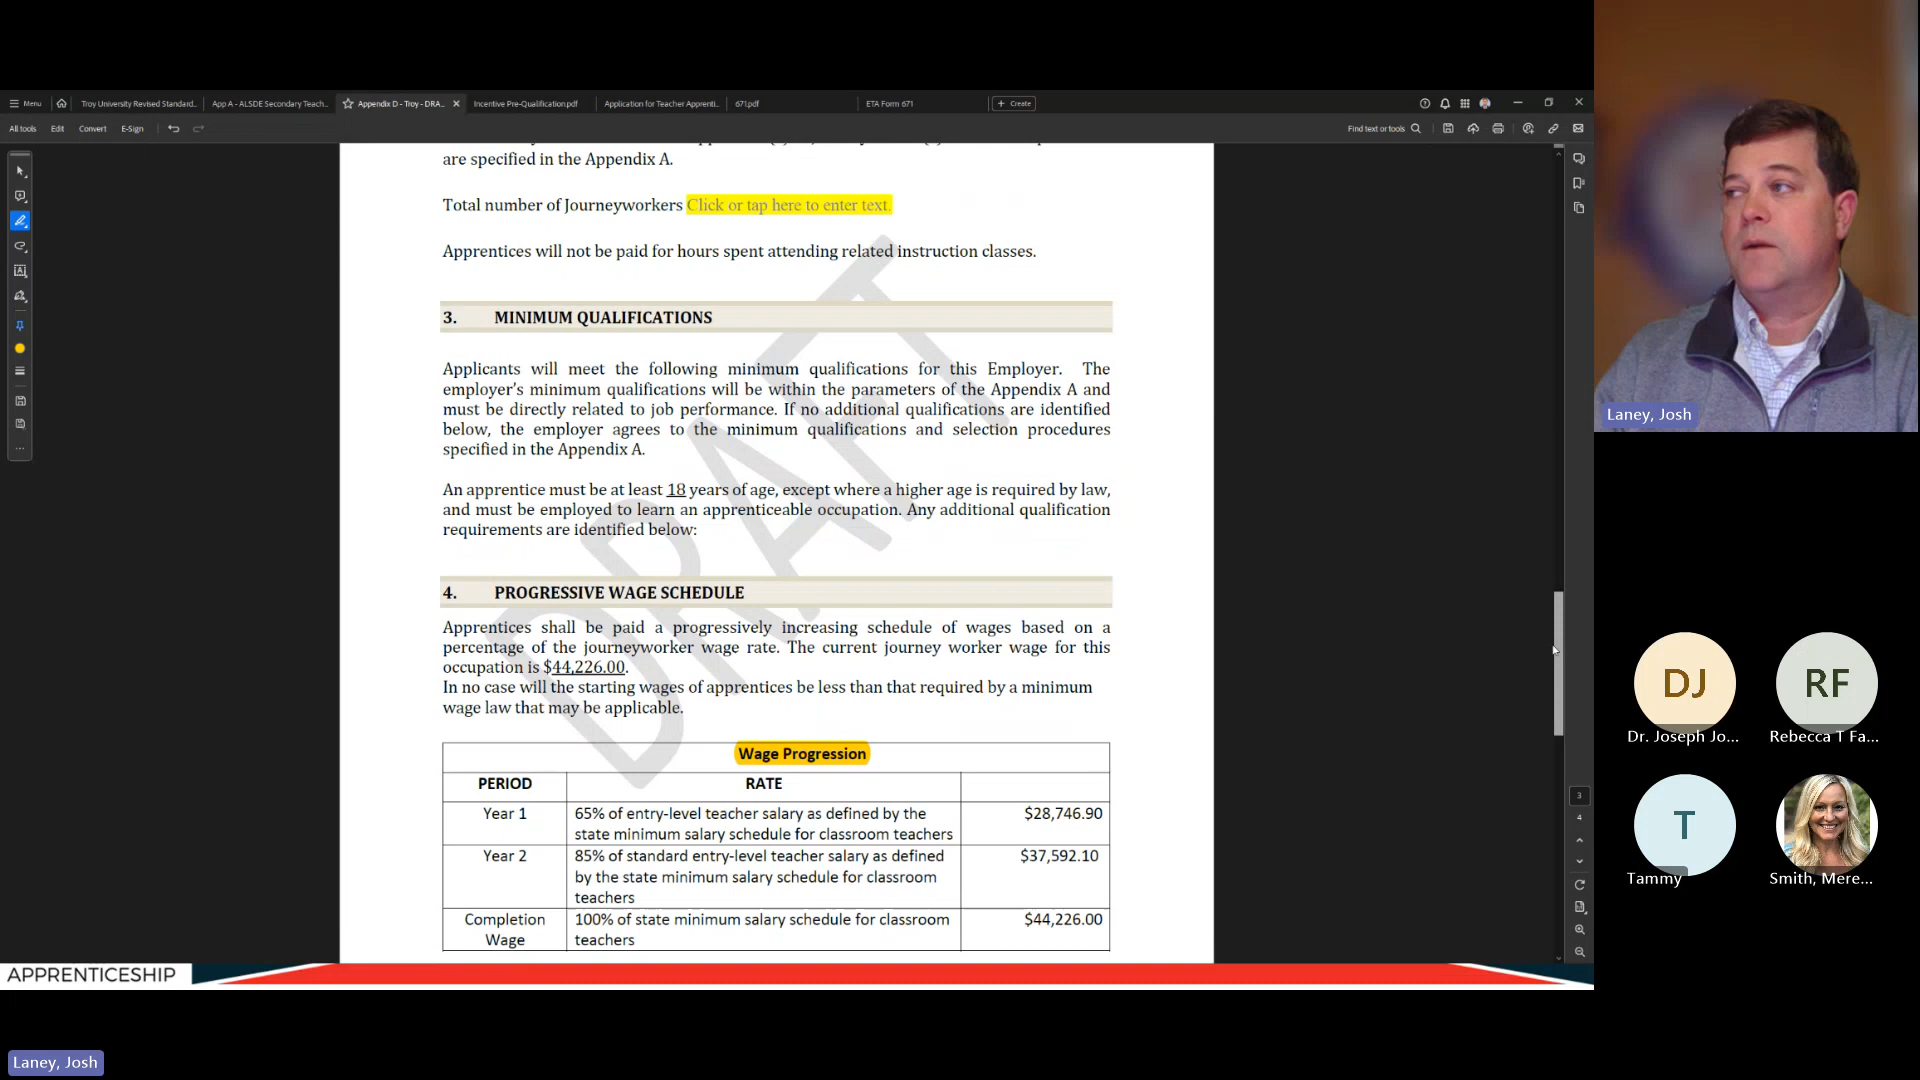 Menu
Troy University Revised Standard...
App A - ALSDE Secondary Teach...
Appendix D - Troy - DRA...
Incentive Pre-Qualification.pdf
Application for Teacher Apprenti...
671.pdf
ETA Form 671
+ Create
All tools
Edit
Convert
E-Sign
Find text or tools
are specified in the Appendix A.
Total number of Journeyworkers Click or tap here to enter text.
Apprentices will not be paid for hours spent attending related instruction classes.
3. MINIMUM QUALIFICATIONS
Applicants will meet the following minimum qualifications for this Employer. The
employer's minimum qualifications will be within the parameters of the Appendix A and
must be directly related to job performance. If no additional qualifications are identified
below, the employer agrees to the minimum qualifications and selection procedures
specified in the Appendix A.
An apprentice must be at least 18 years of age, except where a higher age is required by law,
and must be employed to learn an apprenticeable occupation. Any additional qualification
requirements are identified below:
4. PROGRESSIVE WAGE SCHEDULE
Apprentices shall be paid a progressively increasing schedule of wages based on a
percentage of the journeyworker wage rate. The current journey worker wage for this
occupation is $44,226.00.
In no case will the starting wages of apprentices be less than that required by a minimum
wage law that may be applicable.
DRAFT
Wage Progression
PERIOD RATE
Year 1 65% of entry-level teacher salary as defined by the $28,746.90
state minimum salary schedule for classroom teachers
Year 2 85% of standard entry-level teacher salary as defined $37,592.10
by the state minimum salary schedule for classroom
teachers
Completion 100% of state minimum salary schedule for classroom $44,226.00
Wage teachers
3
4
APPRENTICESHIP
Laney, Josh
DJ
Dr. Joseph Jo...
RF
Rebecca T Fa...
T
Tammy
Smith, Mere...
Laney, Josh